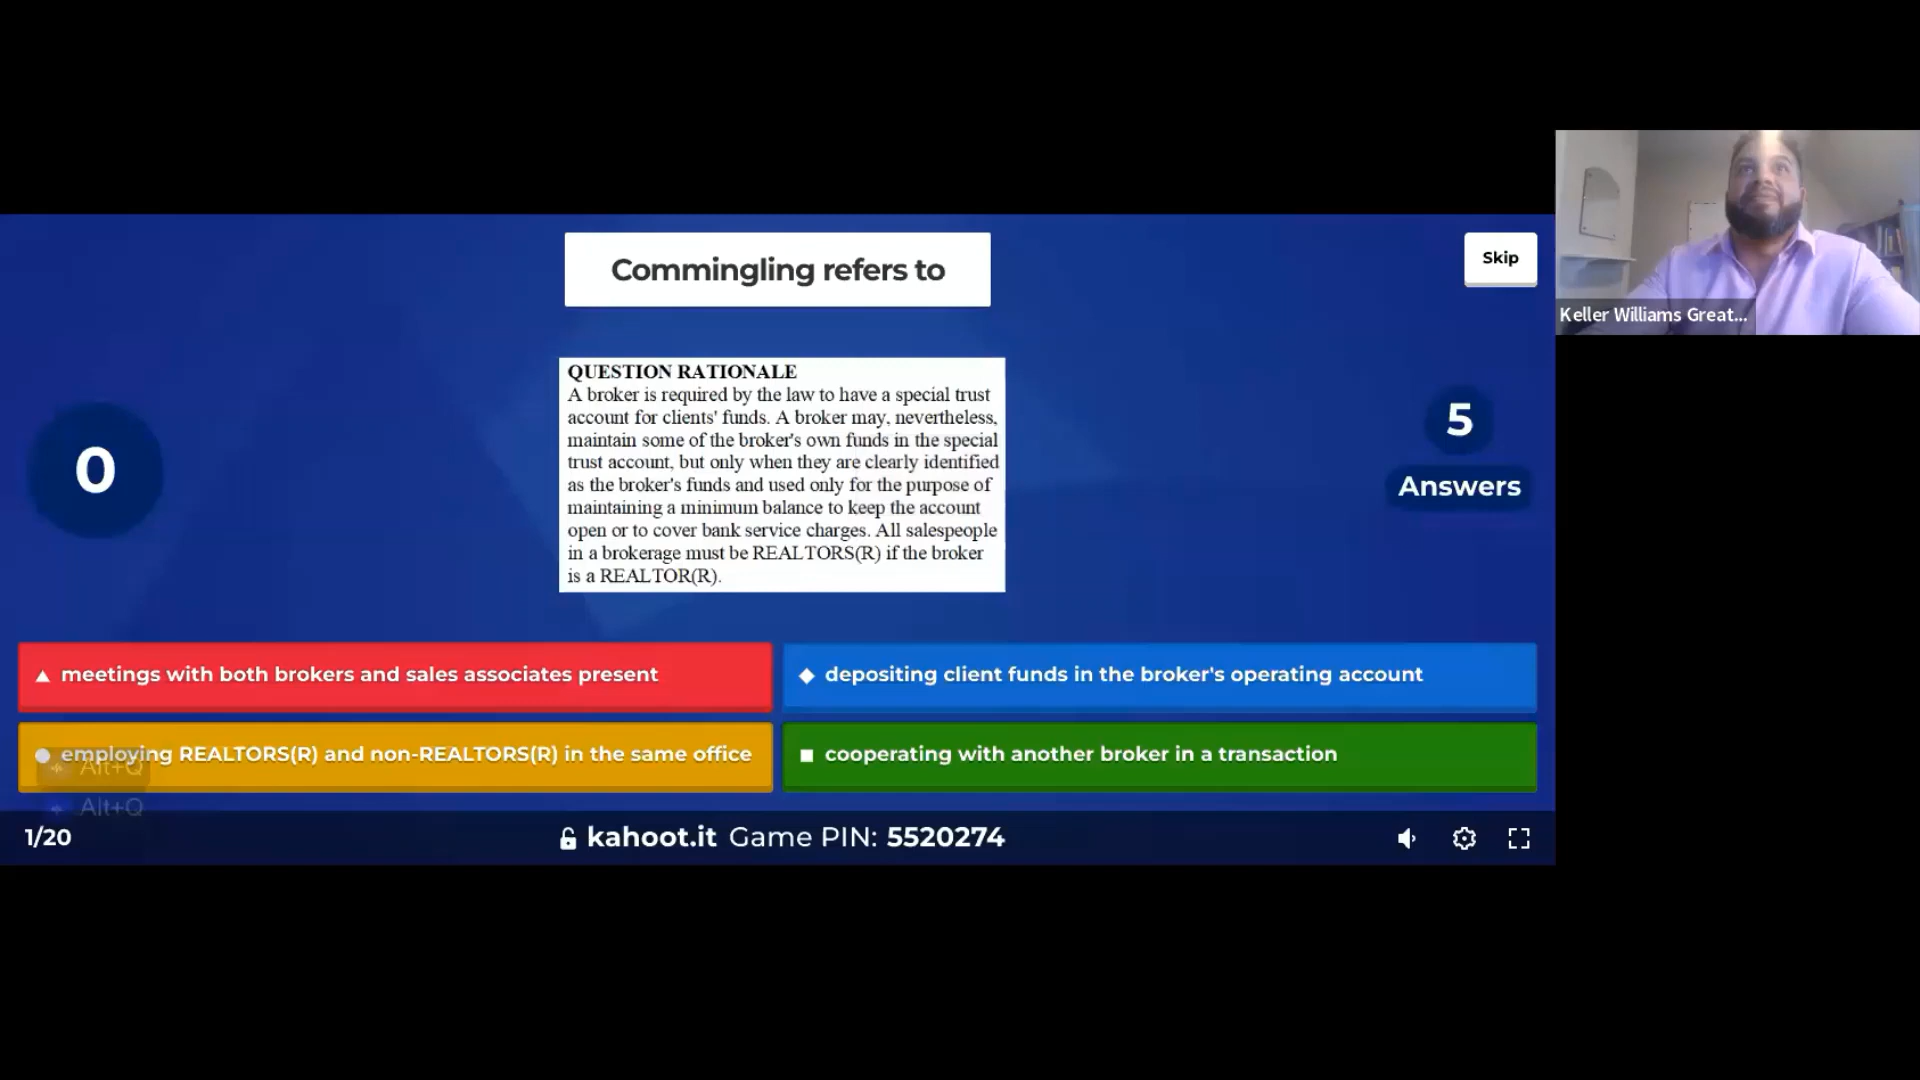 Commingling refers to
Skip
Keller Williams Great...
QUESTION RATIONALE
A broker is required by the law to have a special trust
account for clients' funds. A broker may, nevertheless,
maintain some of the broker's own funds in the special
trust account, but only when they are clearly identified
as the broker's funds and used only for the purpose of
maintaining a minimum balance to keep the account
open or to cover bank service charges. All salespeople
in a brokerage must be REALTORS(R) if the broker
is a REALTOR(R).
0
5
Answers
meetings with both brokers and sales associates present
depositing client funds in the broker's operating account
employing REALTORS(R) and non-REALTORS(R) in the same office
cooperating with another broker in a transaction
Alt+Q
Alt+Q
1/20
kahoot.it Game PIN: 5520274